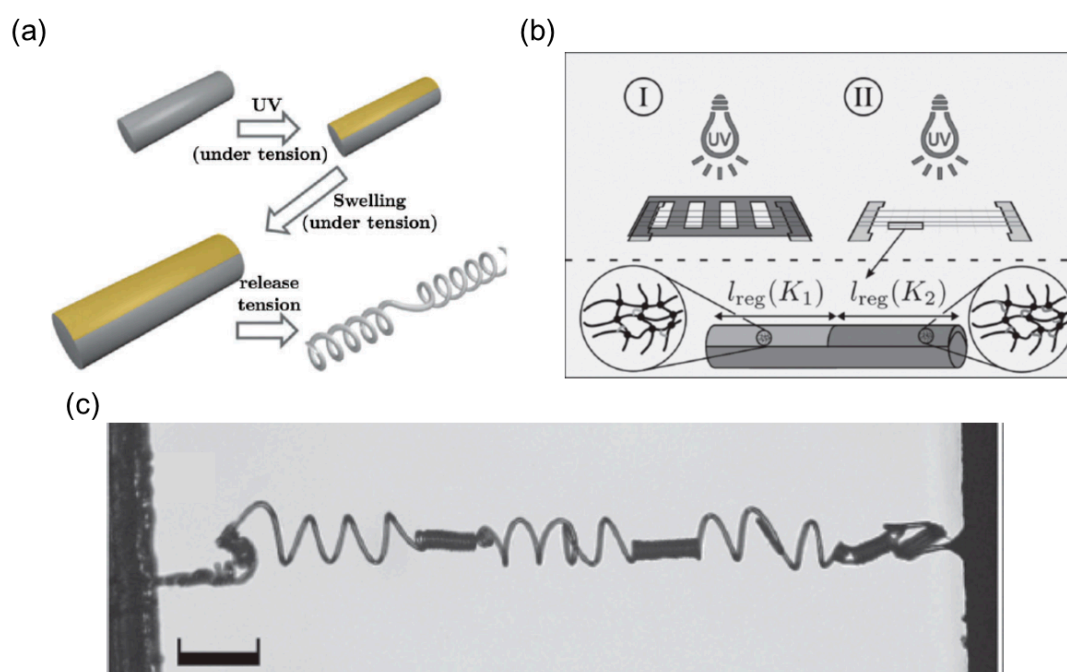 (a)
UV
(under tension)
Swelling
(under tension)
release
tension
(b)
I
II
UV
UV
l_reg(K_1)
l_reg(K_2)
(c)